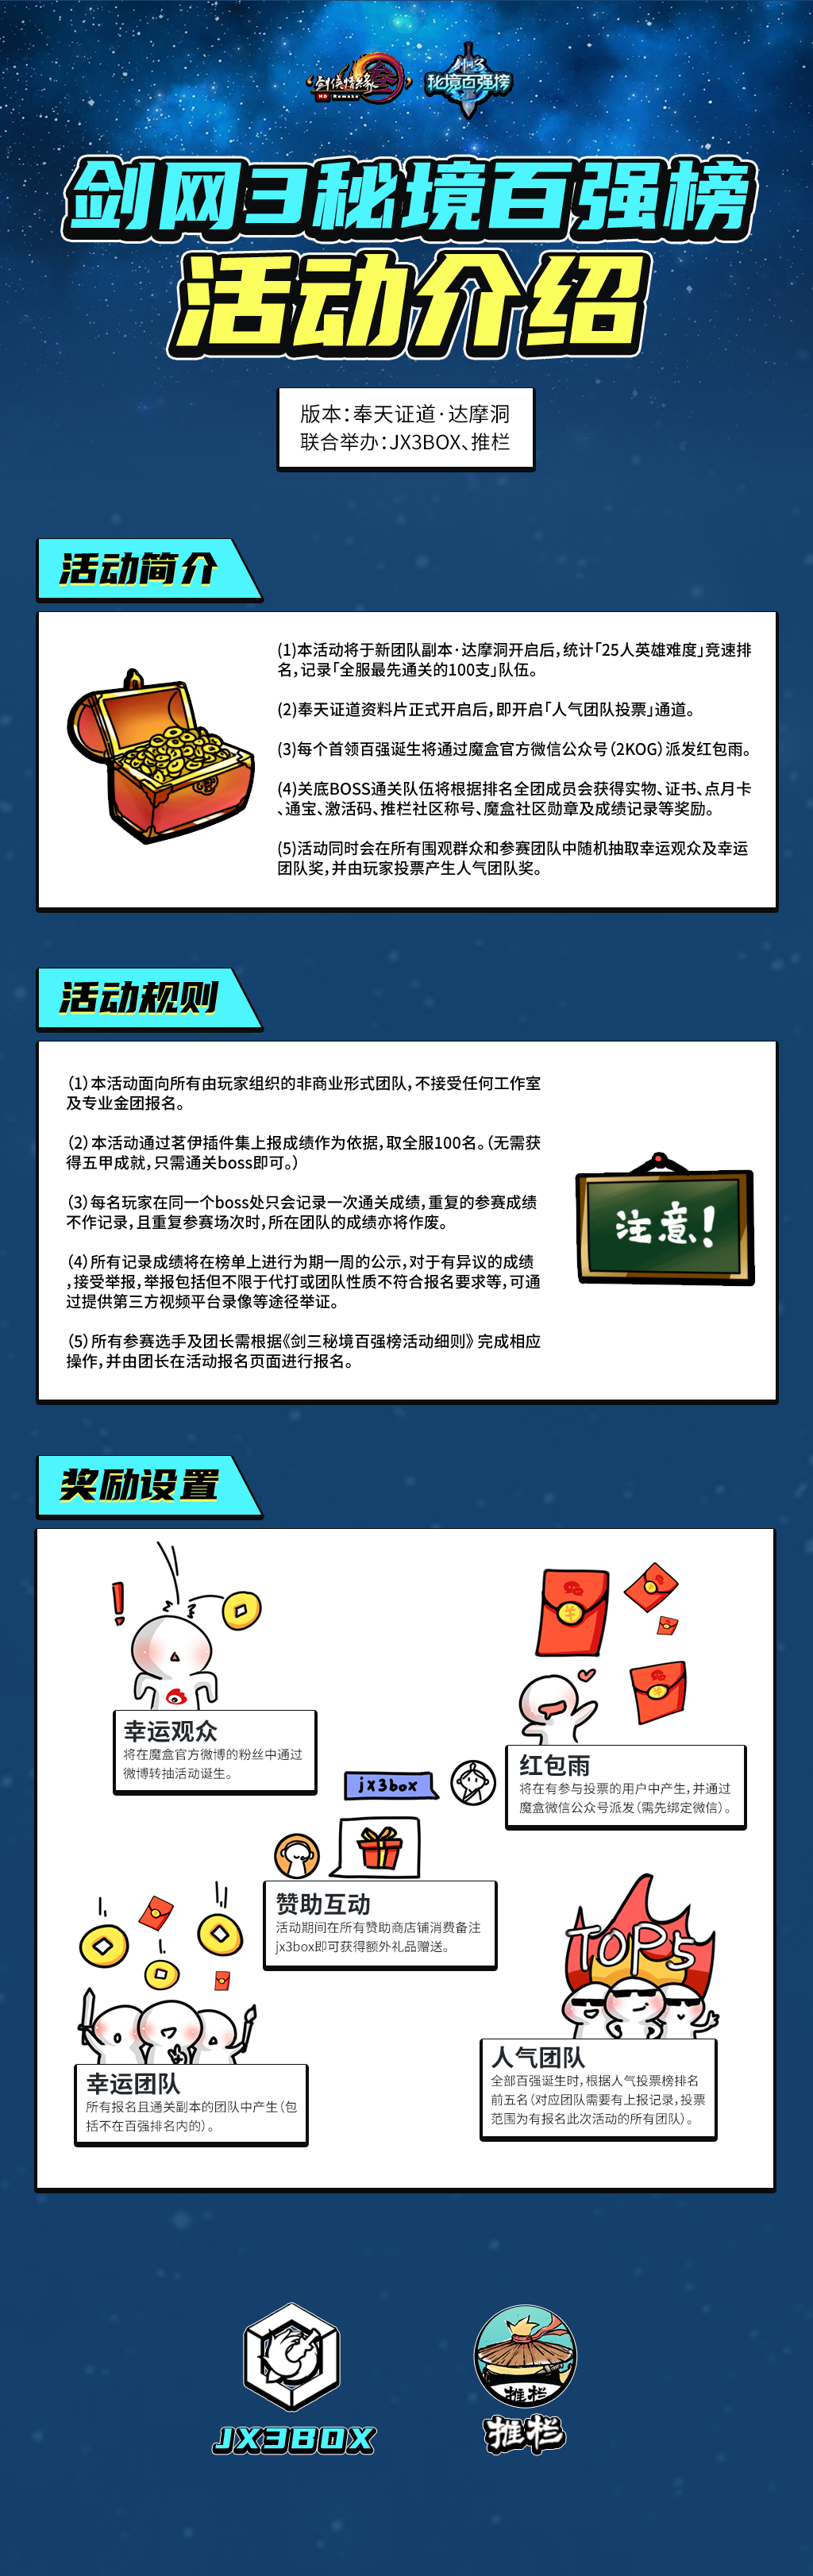 剑侠情缘叁
HD Remake
剑网3
秘境百强榜
剑网3秘境百强榜
活动介绍
版本：奉天证道·达摩洞
联合举办：JX3BOX、推栏
活动简介
(1)本活动将于新团队副本·达摩洞开启后，统计「25人英雄难度」竞速排
名，记录「全服最先通关的100支」队伍。
(2)奉天证道资料片正式开启后，即开启「人气团队投票」通道。
(3)每个首领百强诞生将通过魔盒官方微信公众号（2KOG）派发红包雨。
(4)关底BOSS通关队伍将根据排名全团成员会获得实物、证书、点月卡
、通宝、激活码、推栏社区称号、魔盒社区勋章及成绩记录等奖励。
(5)活动同时会在所有围观群众和参赛团队中随机抽取幸运观众及幸运
团队奖，并由玩家投票产生人气团队奖。
活动规则
（1）本活动面向所有由玩家组织的非商业形式团队，不接受任何工作室
及专业金团报名。
（2）本活动通过茗伊插件集上报成绩作为依据，取全服100名。（无需获
得五甲成就，只需通关boss即可。）
（3）每名玩家在同一个boss处只会记录一次通关成绩，重复的参赛成绩
不作记录，且重复参赛场次时，所在团队的成绩亦将作废。
（4）所有记录成绩将在榜单上进行为期一周的公示，对于有异议的成绩
，接受举报，举报包括但不限于代打或团队性质不符合报名要求等，可通
过提供第三方视频平台录像等途径举证。
（5）所有参赛选手及团长需根据《剑三秘境百强榜活动细则》 完成相应
操作，并由团长在活动报名页面进行报名。
注意！
奖励设置
幸运观众
将在魔盒官方微博的粉丝中通过
微博转抽活动诞生。
红包雨
将在有参与投票的用户中产生，并通过
魔盒微信公众号派发（需先绑定微信）。
jx3box
赞助互动
活动期间在所有赞助商店铺消费备注
jx3box即可获得额外礼品赠送。
TOP5
幸运团队
所有报名且通关副本的团队中产生（包
括不在百强排名内的）。
人气团队
全部百强诞生时，根据人气投票榜排名
前五名（对应团队需要有上报记录，投票
范围为有报名此次活动的所有团队）。
推栏
JX3BOX
推栏